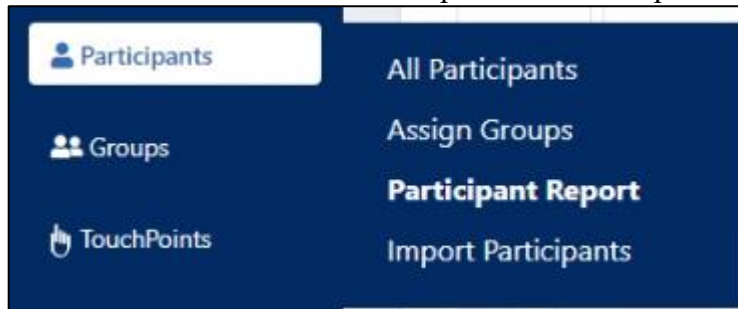 Participants
Groups
TouchPoints
All Participants
Assign Groups
Participant Report
Import Participants